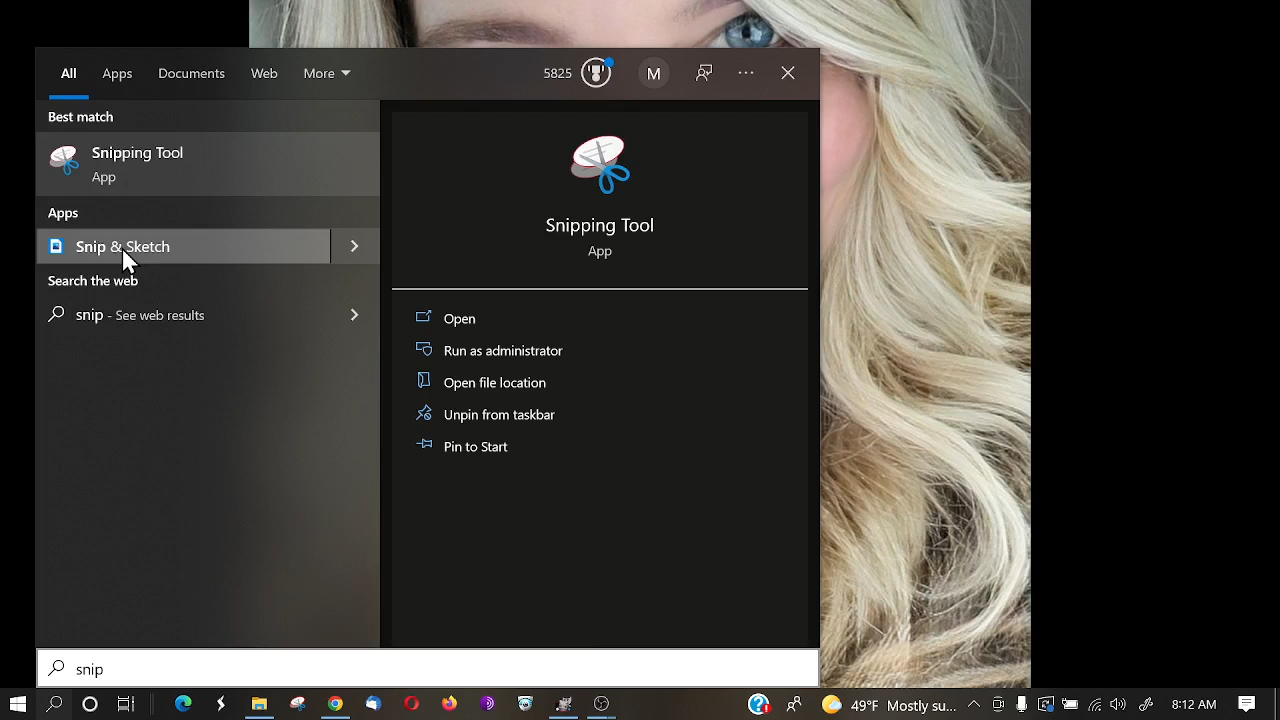 All Apps Documents Web More 5825 M ...
Best match
Snipping Tool
App
Apps
Snip & Sketch
Search the web
snip - See web results
Snipping Tool
App
Open
Run as administrator
Open file location
Unpin from taskbar
Pin to Start
snip
49°F Mostly su... 8:12 AM